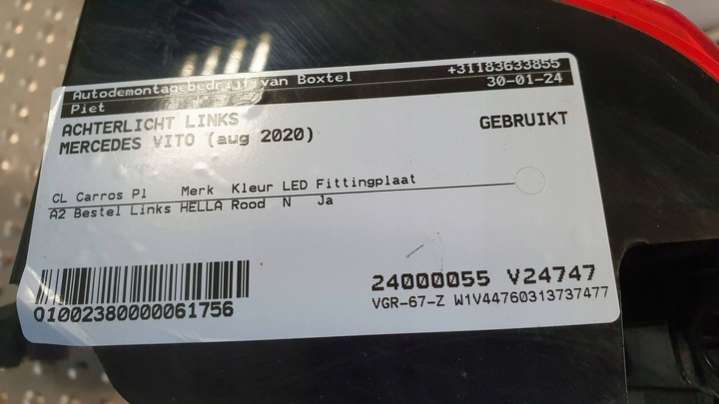 Autodemontagebedrijf van Boxtel +31183633855
Piet 30-01-24
ACHTERLICHT LINKS GEBRUIKT
MERCEDES VITO (aug 2020)
CL Carros Pl Merk Kleur LED Fittingplaat
A2 Bestel Links HELLA Rood N Ja
24000055 V24747
01002380000061756
VGR-67-Z W1V44760313737477